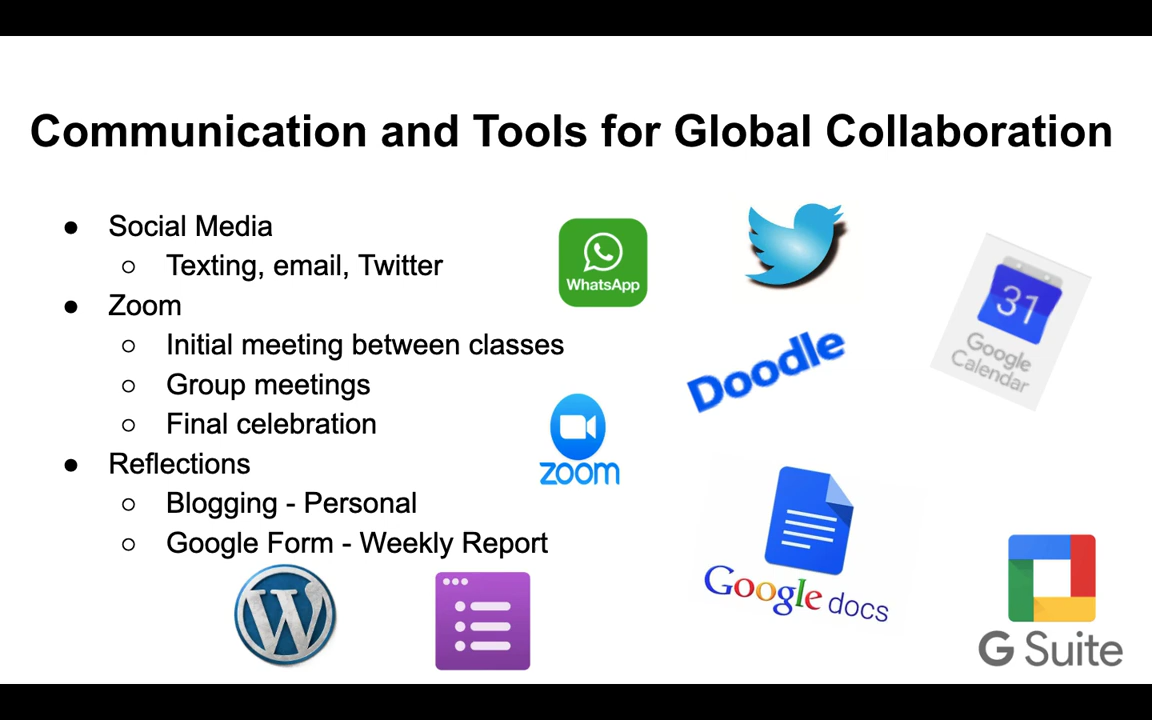 Communication and Tools for Global Collaboration
● Social Media
○ Texting, email, Twitter
● Zoom
○ Initial meeting between classes
○ Group meetings
○ Final celebration
● Reflections
○ Blogging - Personal
○ Google Form - Weekly Report
WhatsApp
Doodle
31
Google
Calendar
zoom
Google docs
W
G Suite